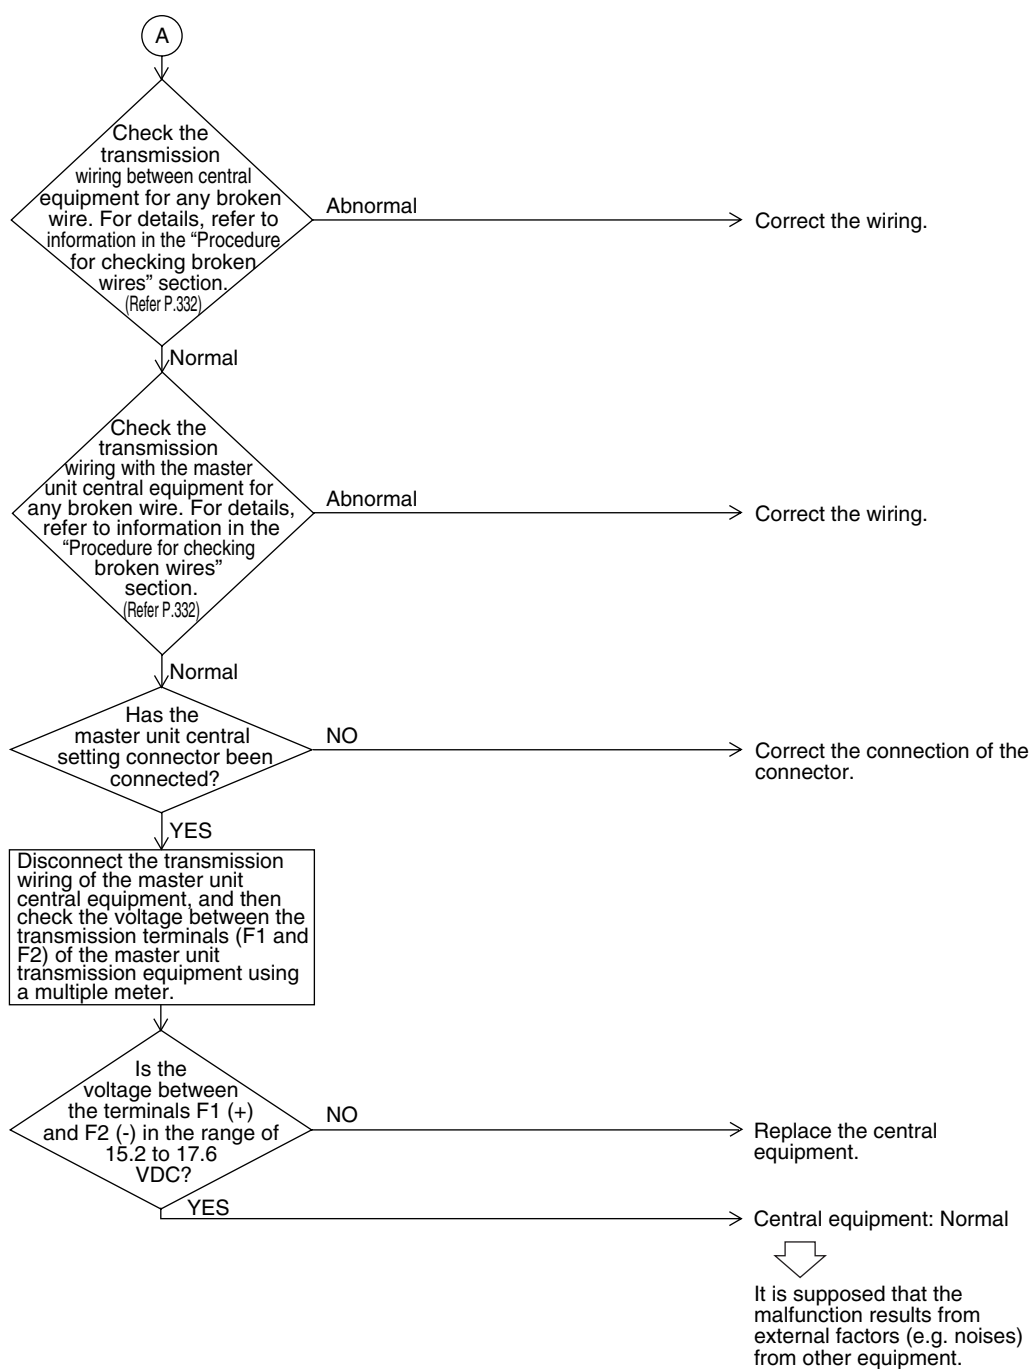 A
Check the
transmission
wiring between central
equipment for any broken
wire. For details, refer to
information in the “Procedure
for checking broken
wires” section.
(Refer P.332)
Abnormal
Correct the wiring.
Normal
Check the
transmission
wiring with the master
unit central equipment for
any broken wire. For details,
refer to information in the
“Procedure for checking
broken wires”
section.
(Refer P.332)
Abnormal
Correct the wiring.
Normal
Has the
master unit central
setting connector been
connected?
NO
Correct the connection of the
connector.
YES
Disconnect the transmission
wiring of the master unit
central equipment, and then
check the voltage between the
transmission terminals (F1 and
F2) of the master unit
transmission equipment using
a multiple meter.
Is the
voltage between
the terminals F1 (+)
and F2 (-) in the range of
15.2 to 17.6
VDC?
NO
Replace the central
equipment.
YES
Central equipment: Normal
It is supposed that the
malfunction results from
external factors (e.g. noises)
from other equipment.